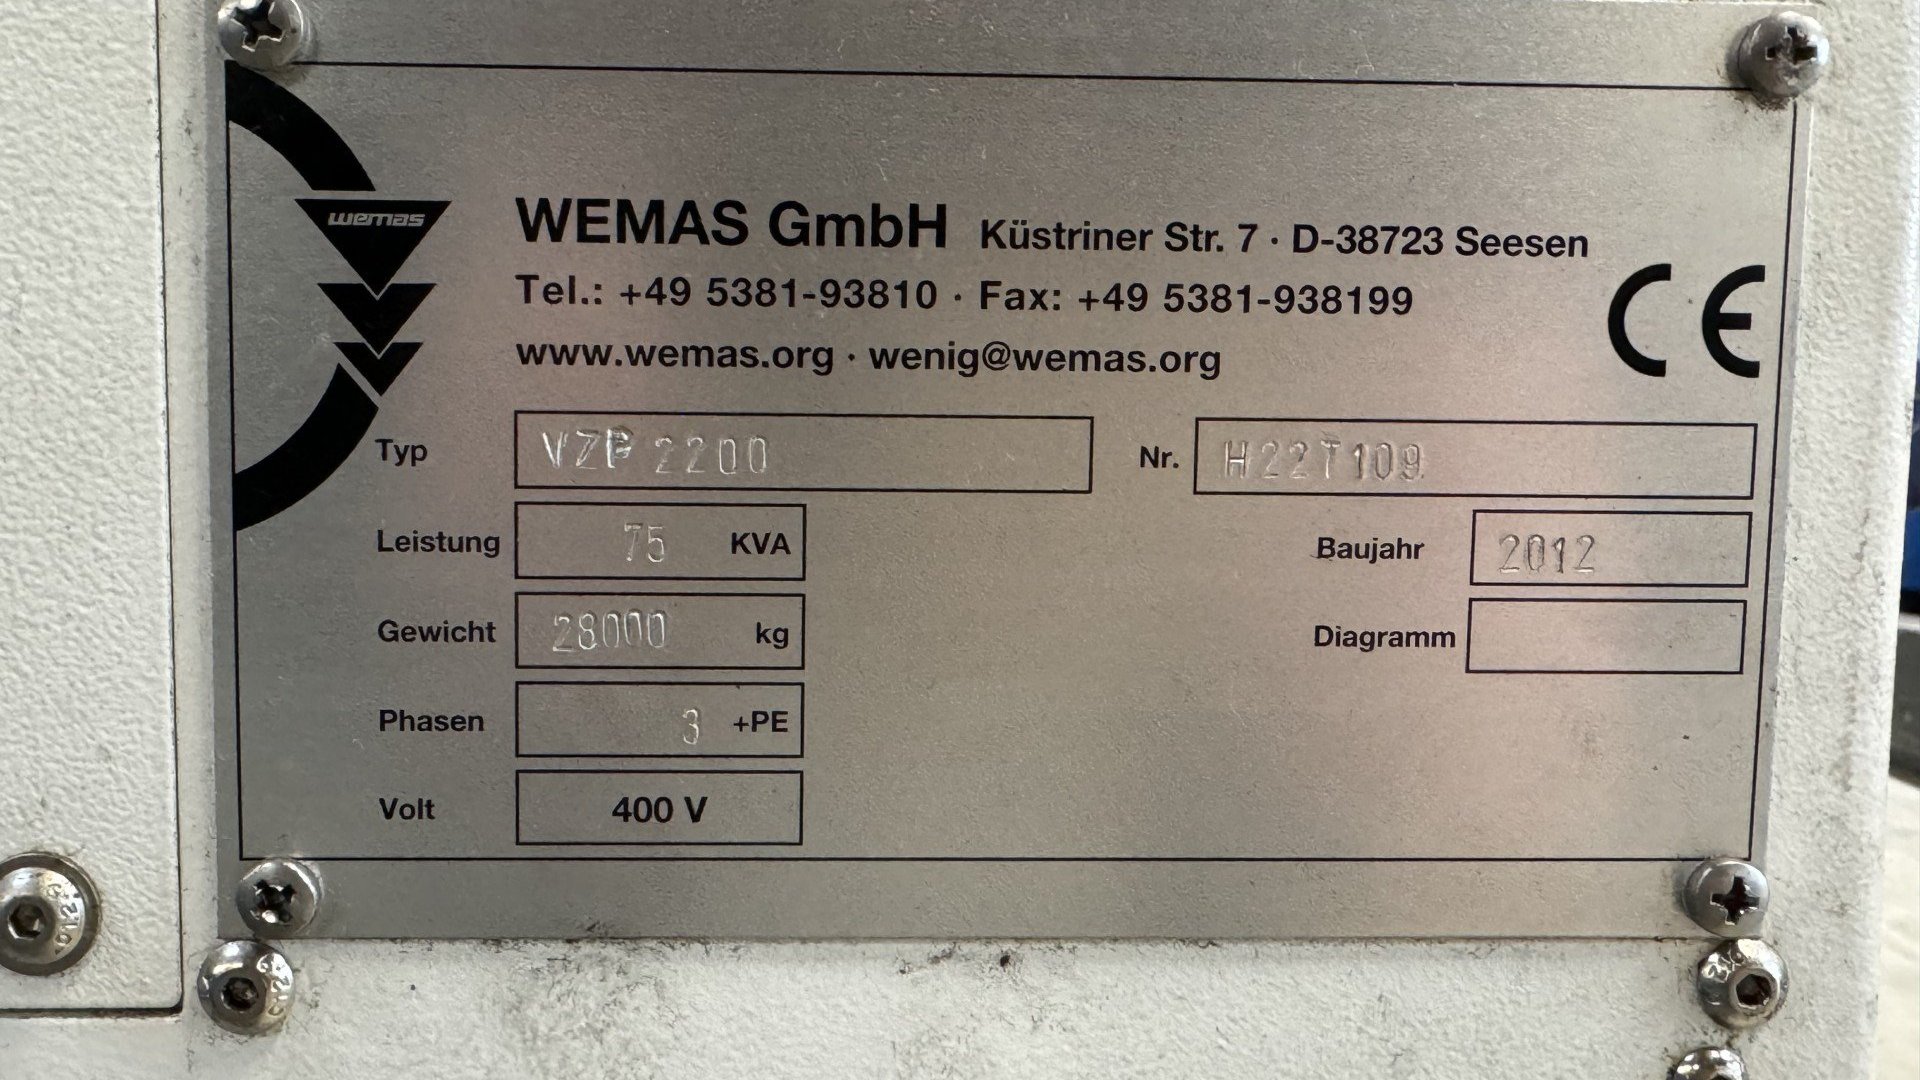 wemas
WEMAS GmbH Küstriner Str. 7 · D-38723 Seesen
Tel.: +49 5381-93810 · Fax: +49 5381-938199
www.wemas.org · wenig@wemas.org
CE
Typ VZP 2200 Nr. H22T109
Leistung 75 KVA Baujahr 2012
Gewicht 28000 kg Diagramm
Phasen 3 +PE
Volt 400 V